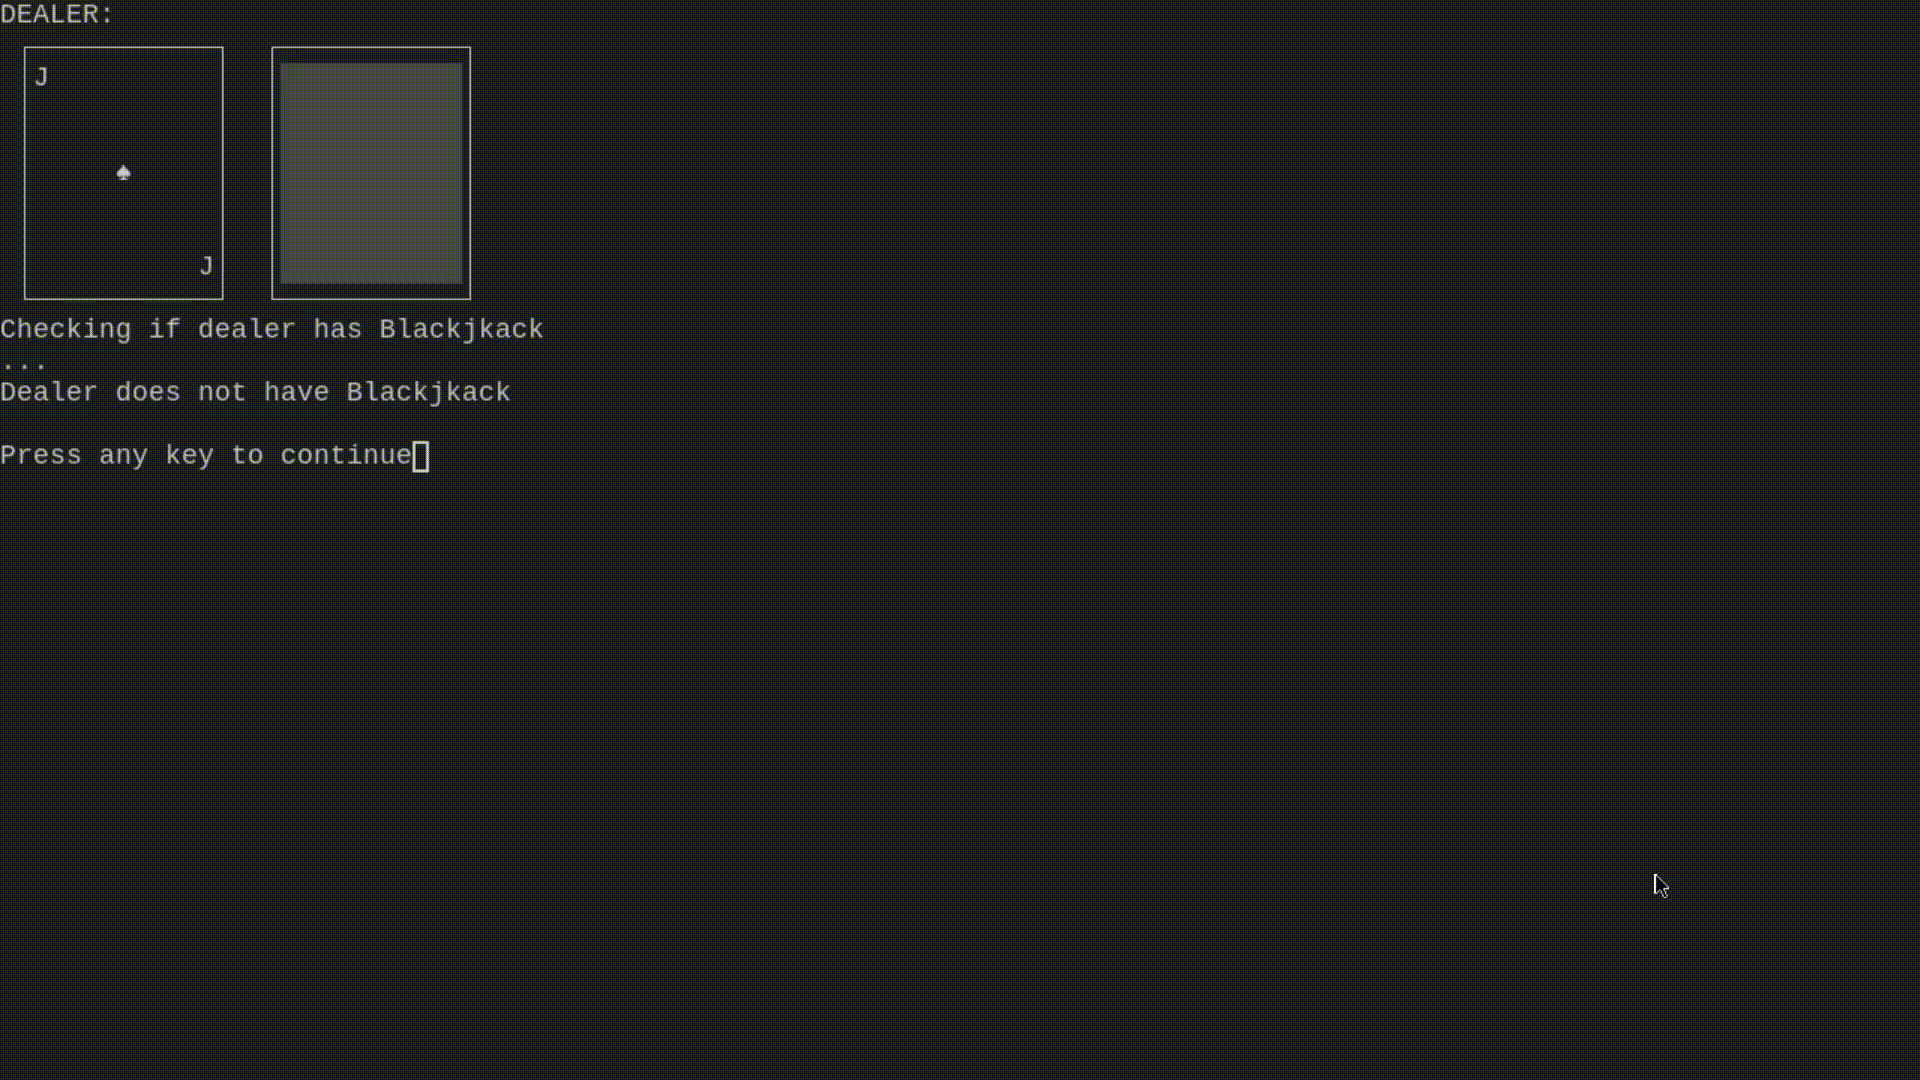 DEALER:
J
♠
J
Checking if dealer has Blackjkack
...
Dealer does not have Blackjkack
Press any key to continue